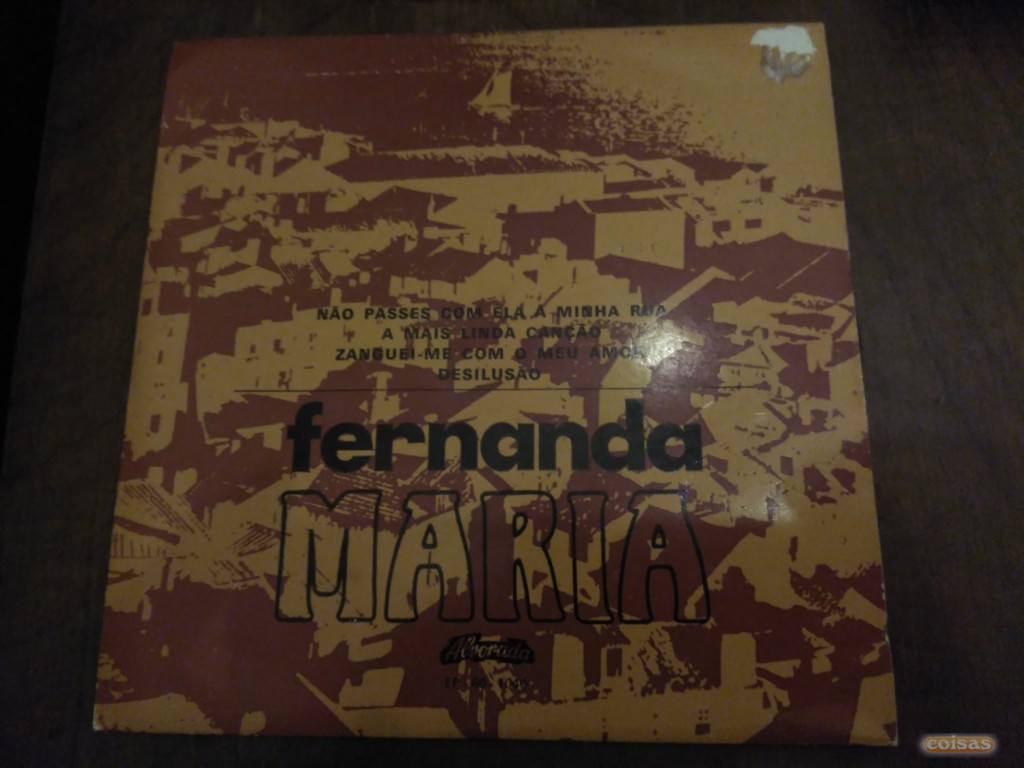 NÃO PASSES COM ELA À MINHA RUA
A MAIS LINDA CANÇÃO
ZANGUEI-ME COM O MEU AMOR
DESILUSÃO
fernanda
MARIA
Alvorada
EP
coisas